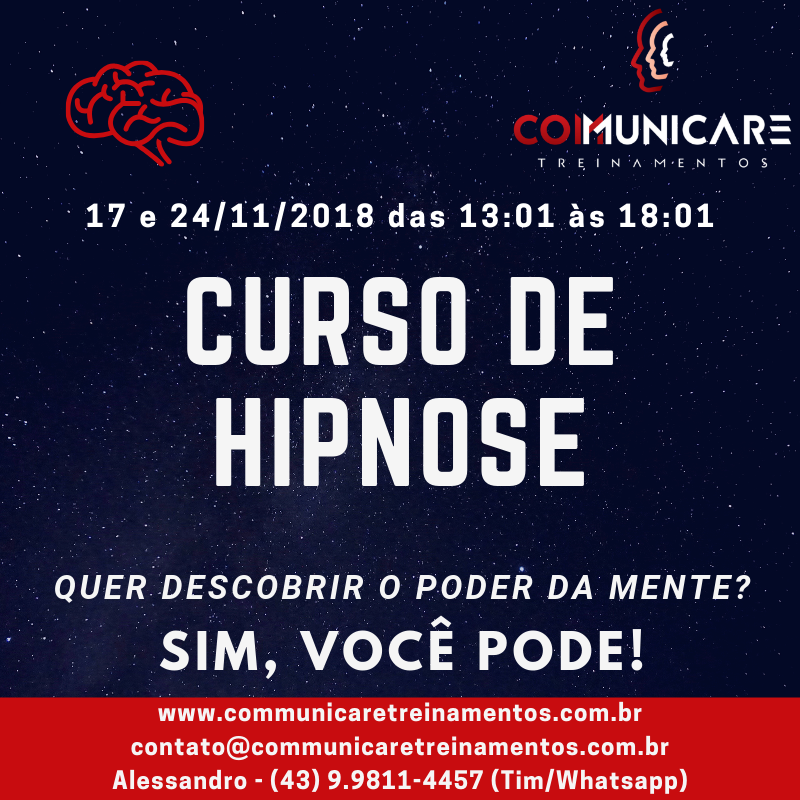 COMMUNICARE
TREINAMENTOS
17 e 24/11/2018 das 13:01 às 18:01
CURSO DE
HIPNOSE
QUER DESCOBRIR O PODER DA MENTE?
SIM, VOCÊ PODE!
www.communicaretreinamentos.com.br
contato@communicaretreinamentos.com.br
Alessandro - (43) 9.9811-4457 (Tim/Whatsapp)